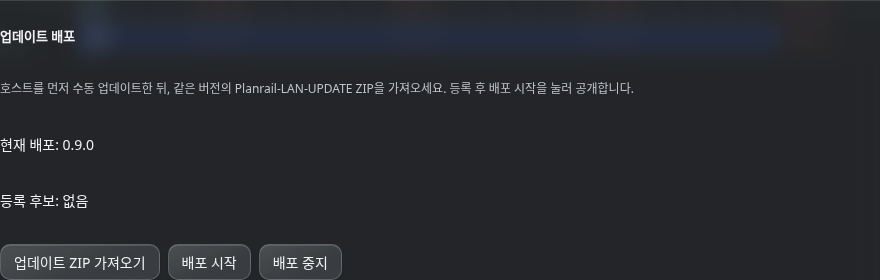 업데이트 배포
호스트를 먼저 수동 업데이트한 뒤, 같은 버전의 Planrail-LAN-UPDATE ZIP을 가져오세요. 등록 후 배포 시작을 눌러 공개합니다.
현재 배포: 0.9.0
등록 후보: 없음
업데이트 ZIP 가져오기 배포 시작 배포 중지